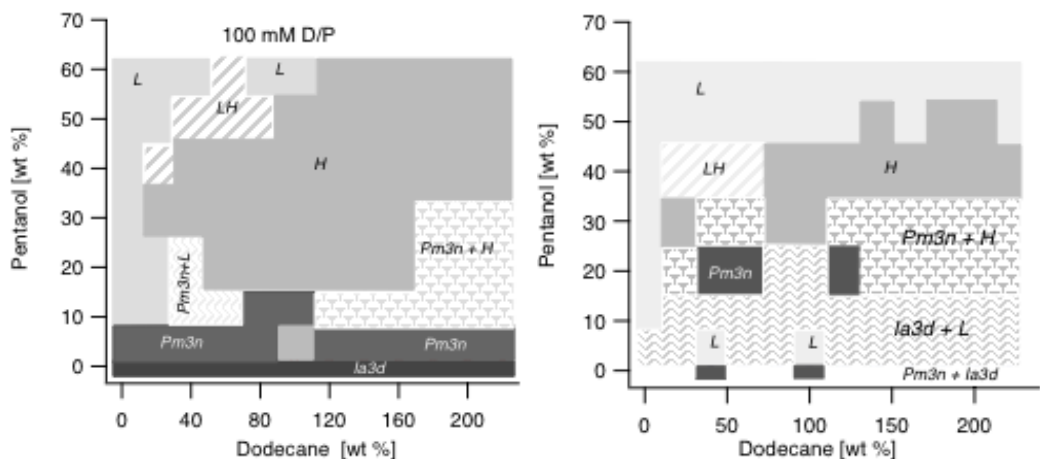 100 mM D/P
Pentanol [wt %]
70
60
50
40
30
20
10
0
L
L
LH
H
Pm3n+L
Pm3n + H
Pm3n
Pm3n
Ia3d
0
40
80
120
160
200
Dodecane [wt %]
Pentanol [wt %]
70
60
50
40
30
20
10
0
L
LH
H
Pm3n + H
Pm3n
Ia3d + L
L
L
Pm3n + Ia3d
0
50
100
150
200
Dodecane [wt %]